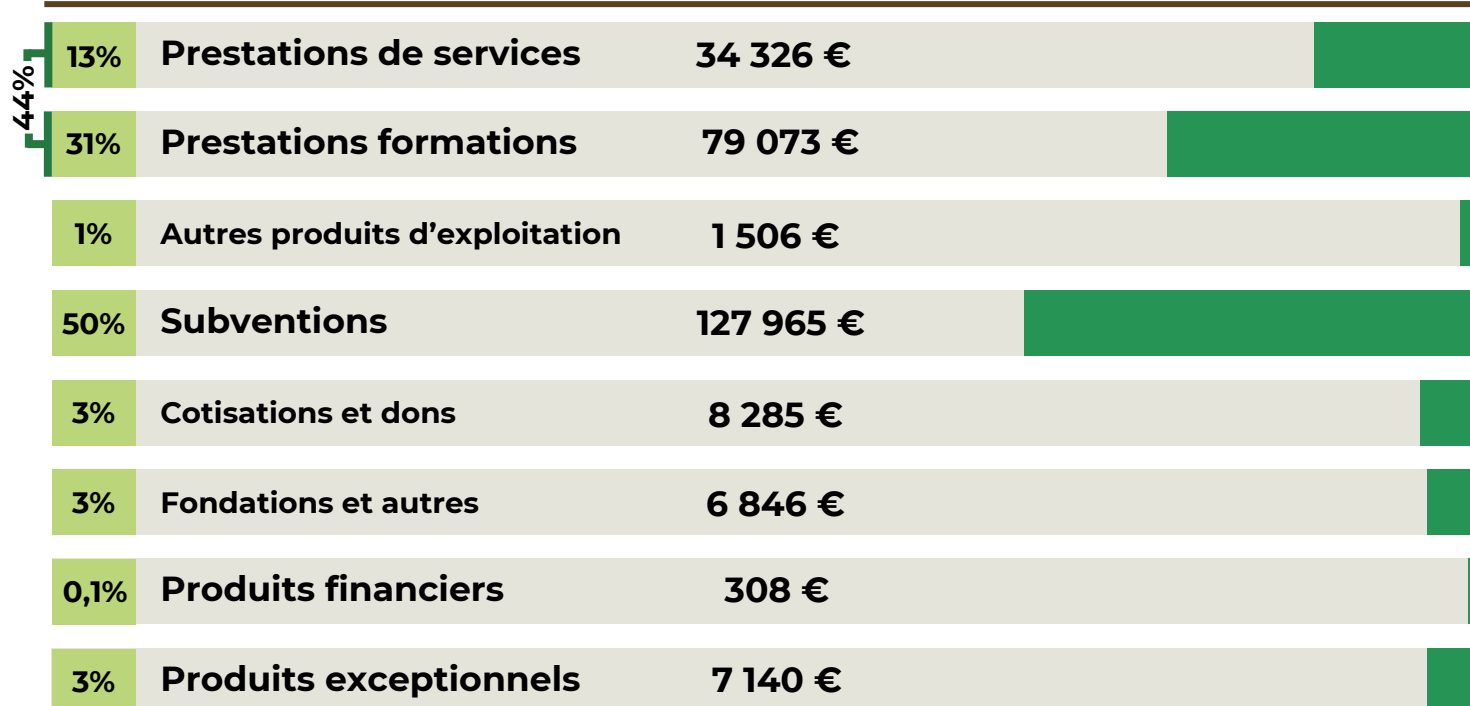 44%
13% Prestations de services 34 326 €
31% Prestations formations 79 073 €
1% Autres produits d’exploitation 1 506 €
50% Subventions 127 965 €
3% Cotisations et dons 8 285 €
3% Fondations et autres 6 846 €
0,1% Produits financiers 308 €
3% Produits exceptionnels 7 140 €